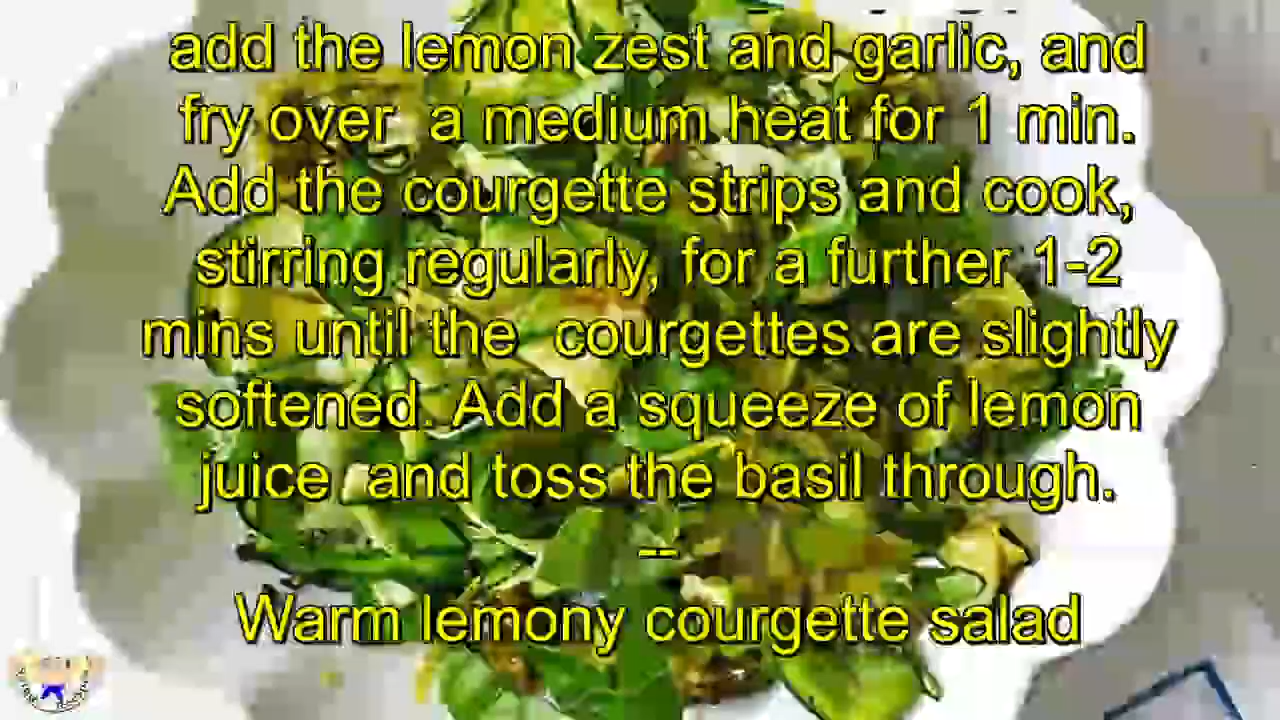 add the lemon zest and garlic, and
fry over  a medium heat for 1 min.
Add the courgette strips and cook,
stirring regularly, for a further 1-2
mins until the  courgettes are slightly
softened. Add a squeeze of lemon
juice  and toss the basil through.
--
Warm lemony courgette salad